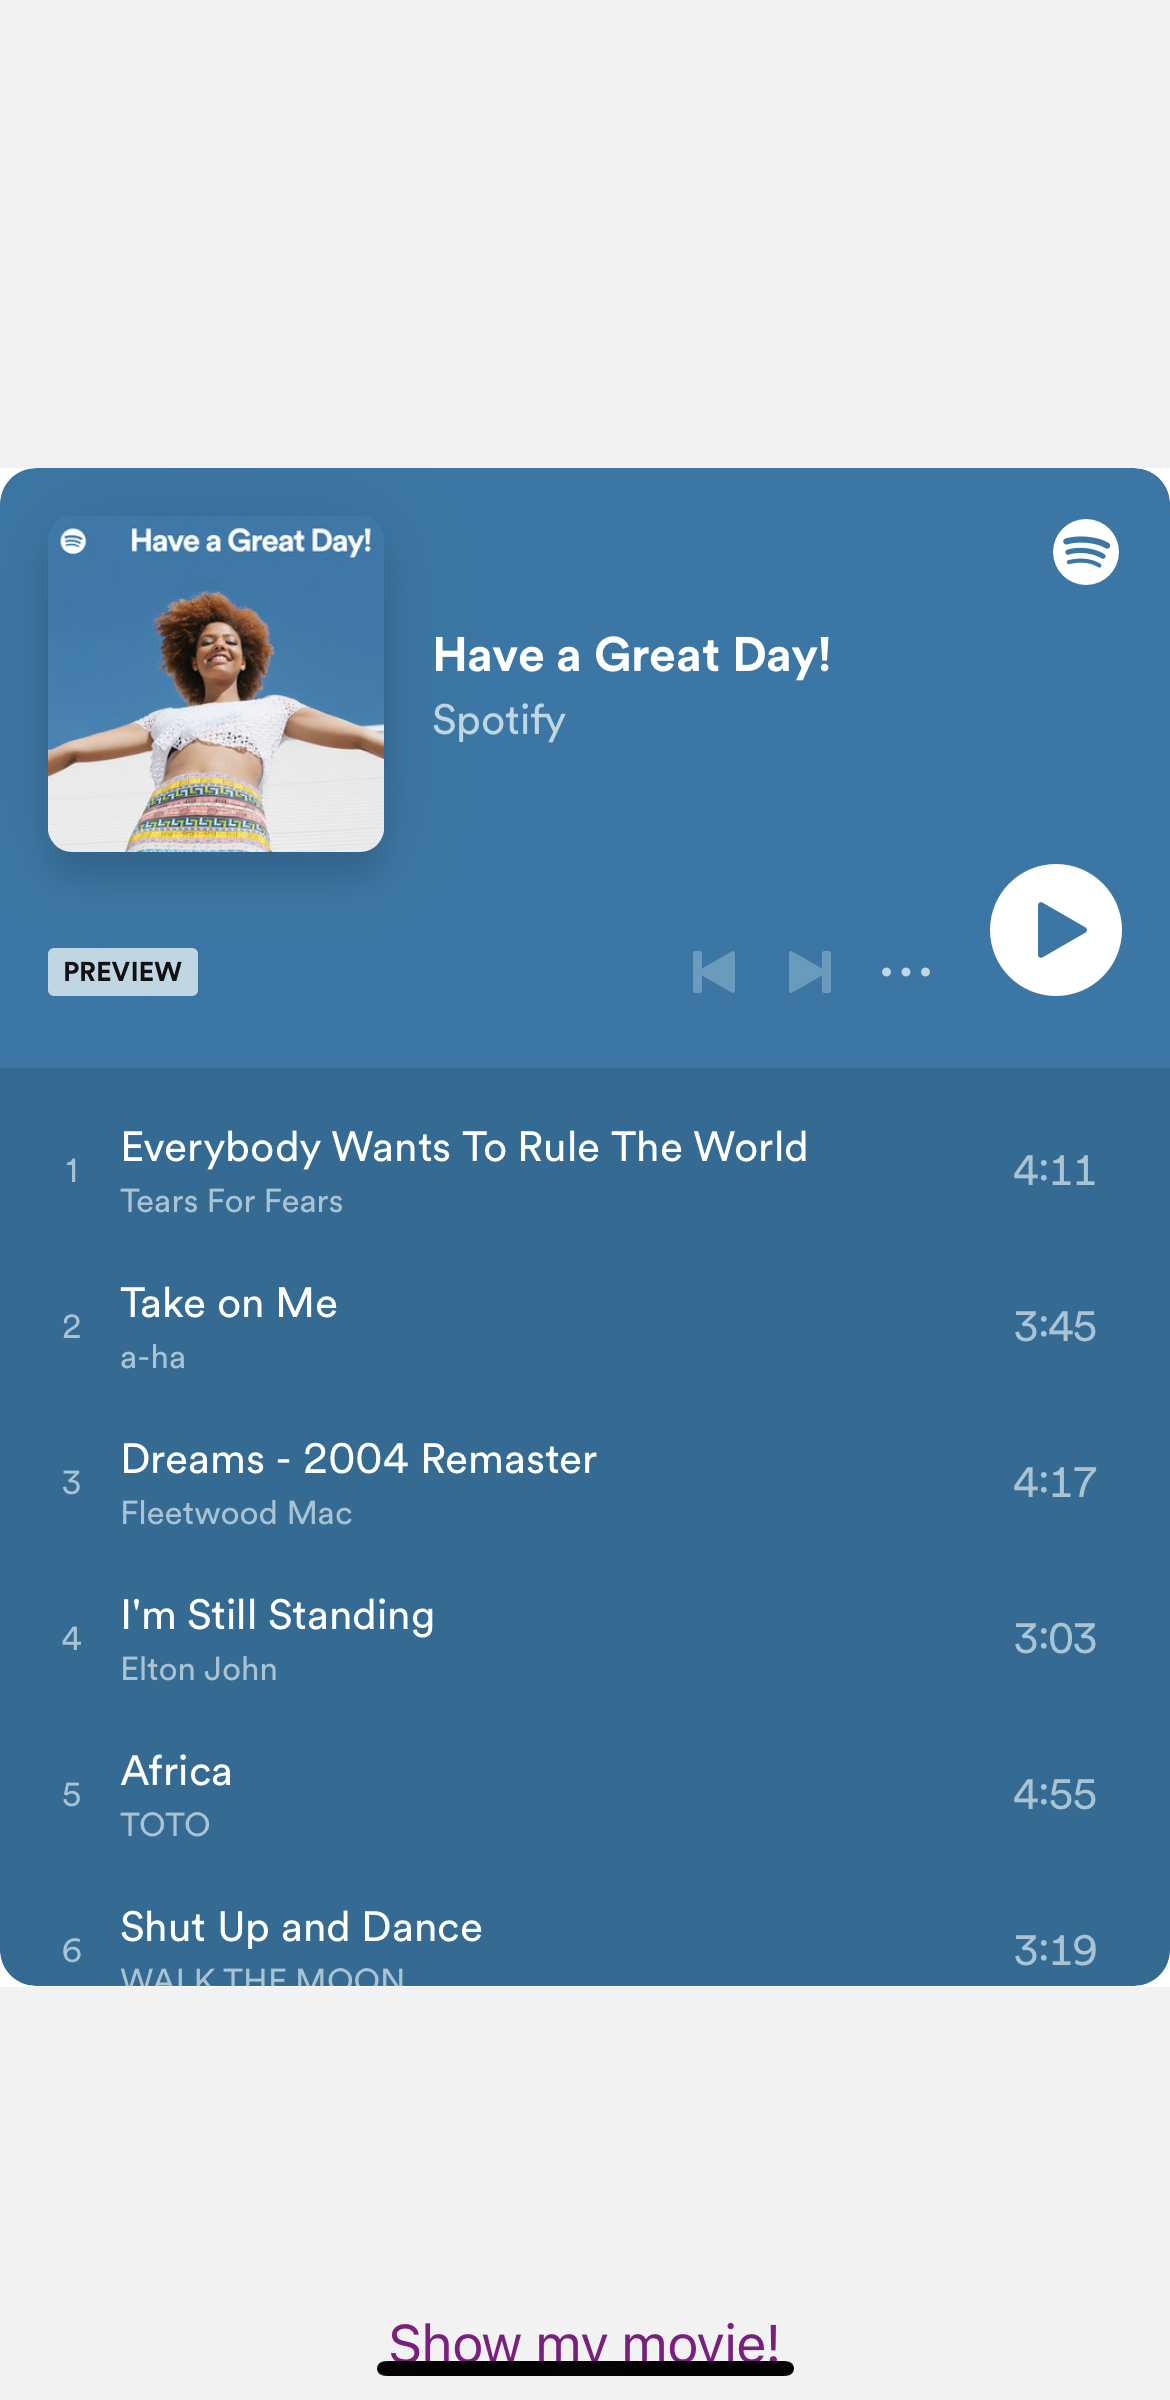 Have a Great Day!
Have a Great Day!
Spotify
PREVIEW
1
Everybody Wants To Rule The World
Tears For Fears
4:11
2
Take on Me
a-ha
3:45
3
Dreams - 2004 Remaster
Fleetwood Mac
4:17
4
I'm Still Standing
Elton John
3:03
5
Africa
TOTO
4:55
6
Shut Up and Dance
WALK THE MOON
3:19
Show my movie!